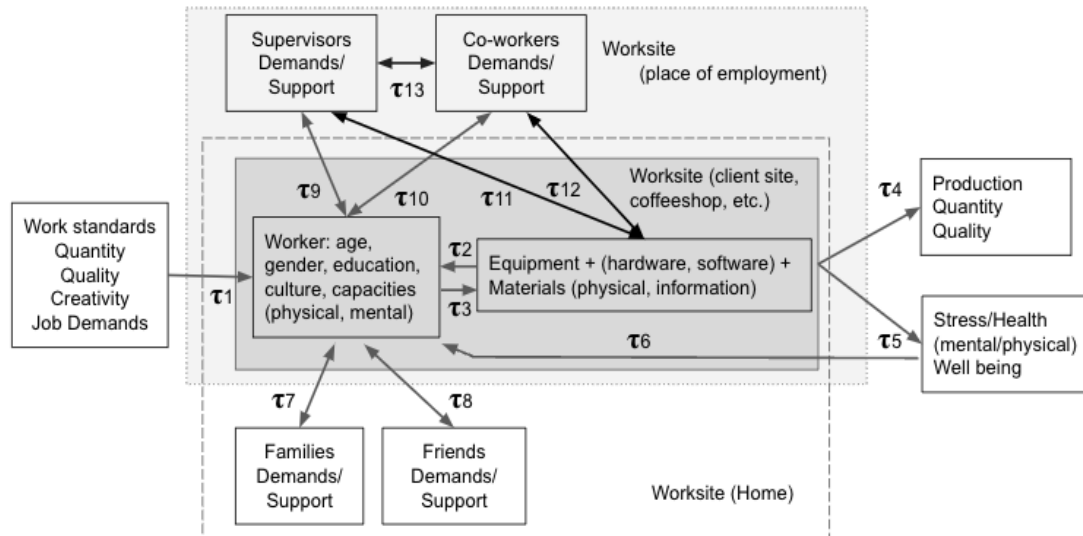 Supervisors
Demands/
Support
Co-workers
Demands/
Support
Worksite
(place of employment)
τ13
τ9
τ10
τ11
τ12
Worksite (client site,
coffeeshop, etc.)
Work standards
Quantity
Quality
Creativity
Job Demands
τ1
Worker: age,
gender, education,
culture, capacities
(physical, mental)
τ2
τ3
Equipment + (hardware, software) +
Materials (physical, information)
τ4
Production
Quantity
Quality
τ5
Stress/Health
(mental/physical)
Well being
τ6
τ7
τ8
Families
Demands/
Support
Friends
Demands/
Support
Worksite (Home)